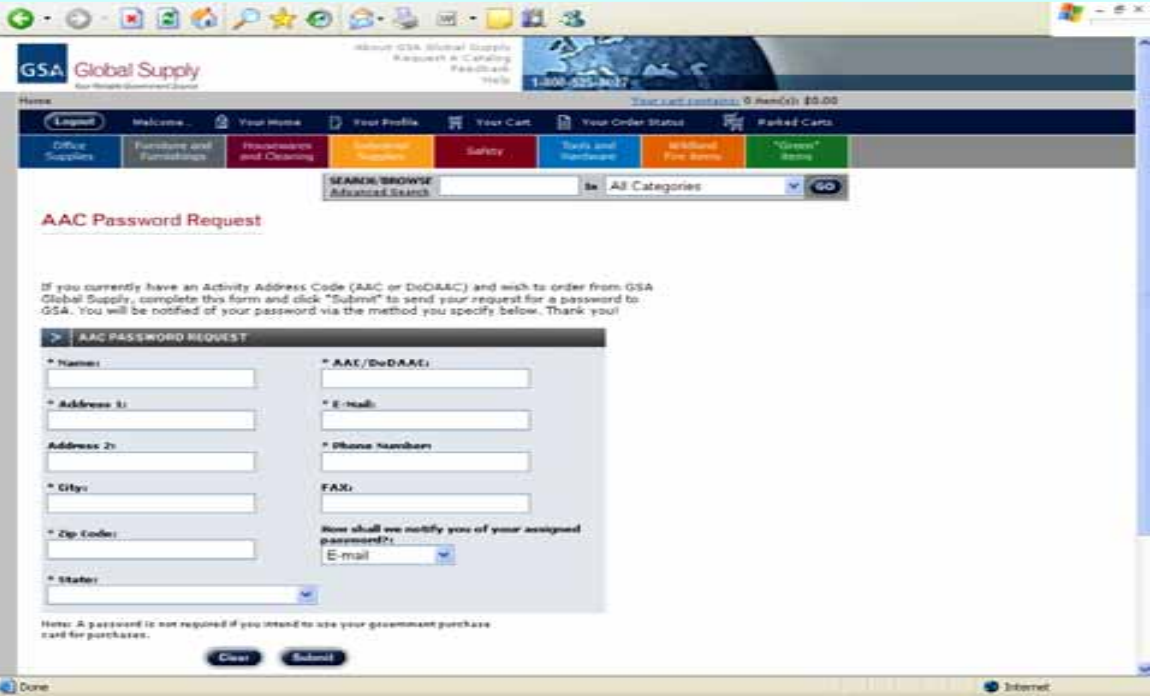 About GSA Global Supply
Request A Catalog
Feedback
Help
GSA Global Supply
Your Reliable Government Source
1-800-525-8027
Home
Your cart contains: 0 item(s): $0.00
Logout Welcome... Your Home Your Profile Your Cart Your Order Status Parked Carts
Office Supplies
Furniture and Furnishings
Housewares and Cleaning
Industrial Supplies
Safety
Tools and Hardware
Wildland Fire Items
"Green" Items
SEARCH/BROWSE in All Categories GO
Advanced Search
AAC Password Request
If you currently have an Activity Address Code (AAC or DoDAAC) and wish to order from GSA
Global Supply, complete this form and click "Submit" to send your request for a password to
GSA. You will be notified of your password via the method you specify below. Thank you!
> AAC PASSWORD REQUEST
* Name: * AAC/DoDAAC:
* Address 1: * E-Mail:
Address 2: * Phone Number:
* City: FAX:
* Zip Code: How shall we notify you of your assigned
password?:
E-mail
* State:
Note: A password is not required if you intend to use your government purchase
card for purchases.
Clear Submit
Done Internet